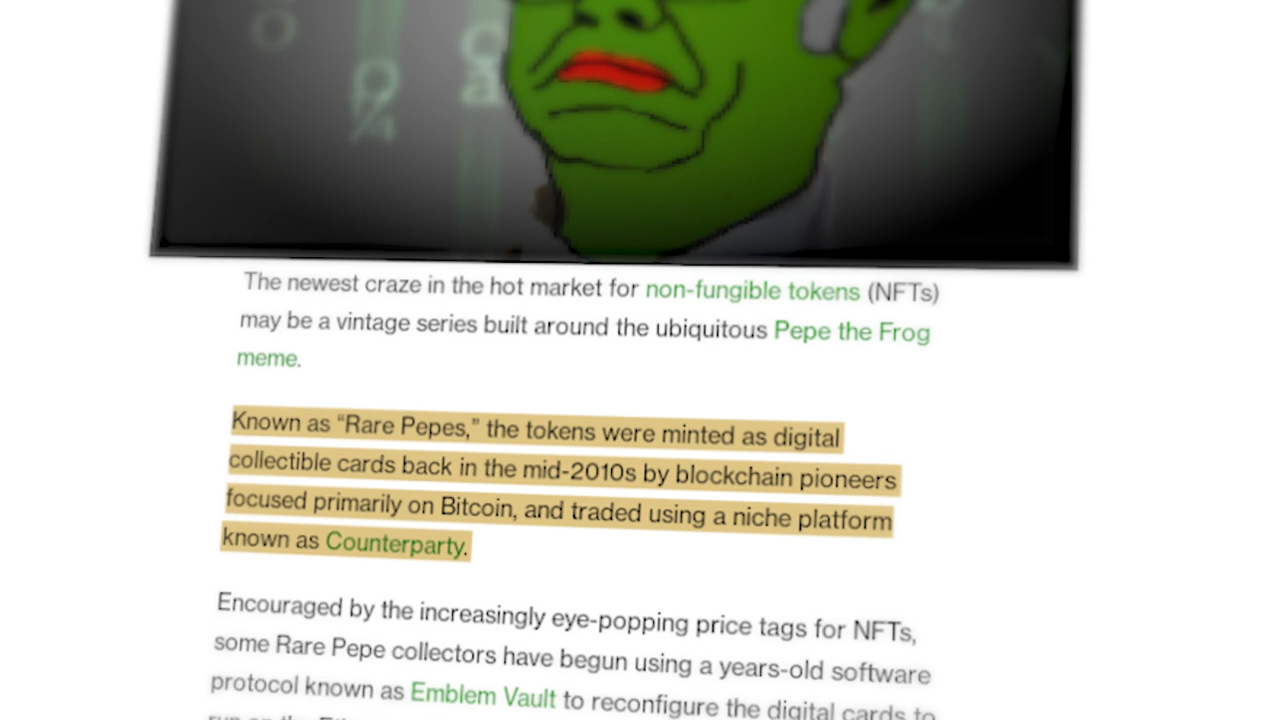 The newest craze in the hot market for non-fungible tokens (NFTs)
may be a vintage series built around the ubiquitous Pepe the Frog
meme.
Known as “Rare Pepes,” the tokens were minted as digital
collectible cards back in the mid-2010s by blockchain pioneers
focused primarily on Bitcoin, and traded using a niche platform
known as Counterparty.
Encouraged by the increasingly eye-popping price tags for NFTs,
some Rare Pepe collectors have begun using a years-old software
protocol known as Emblem Vault to reconfigure the digital cards to
run on the